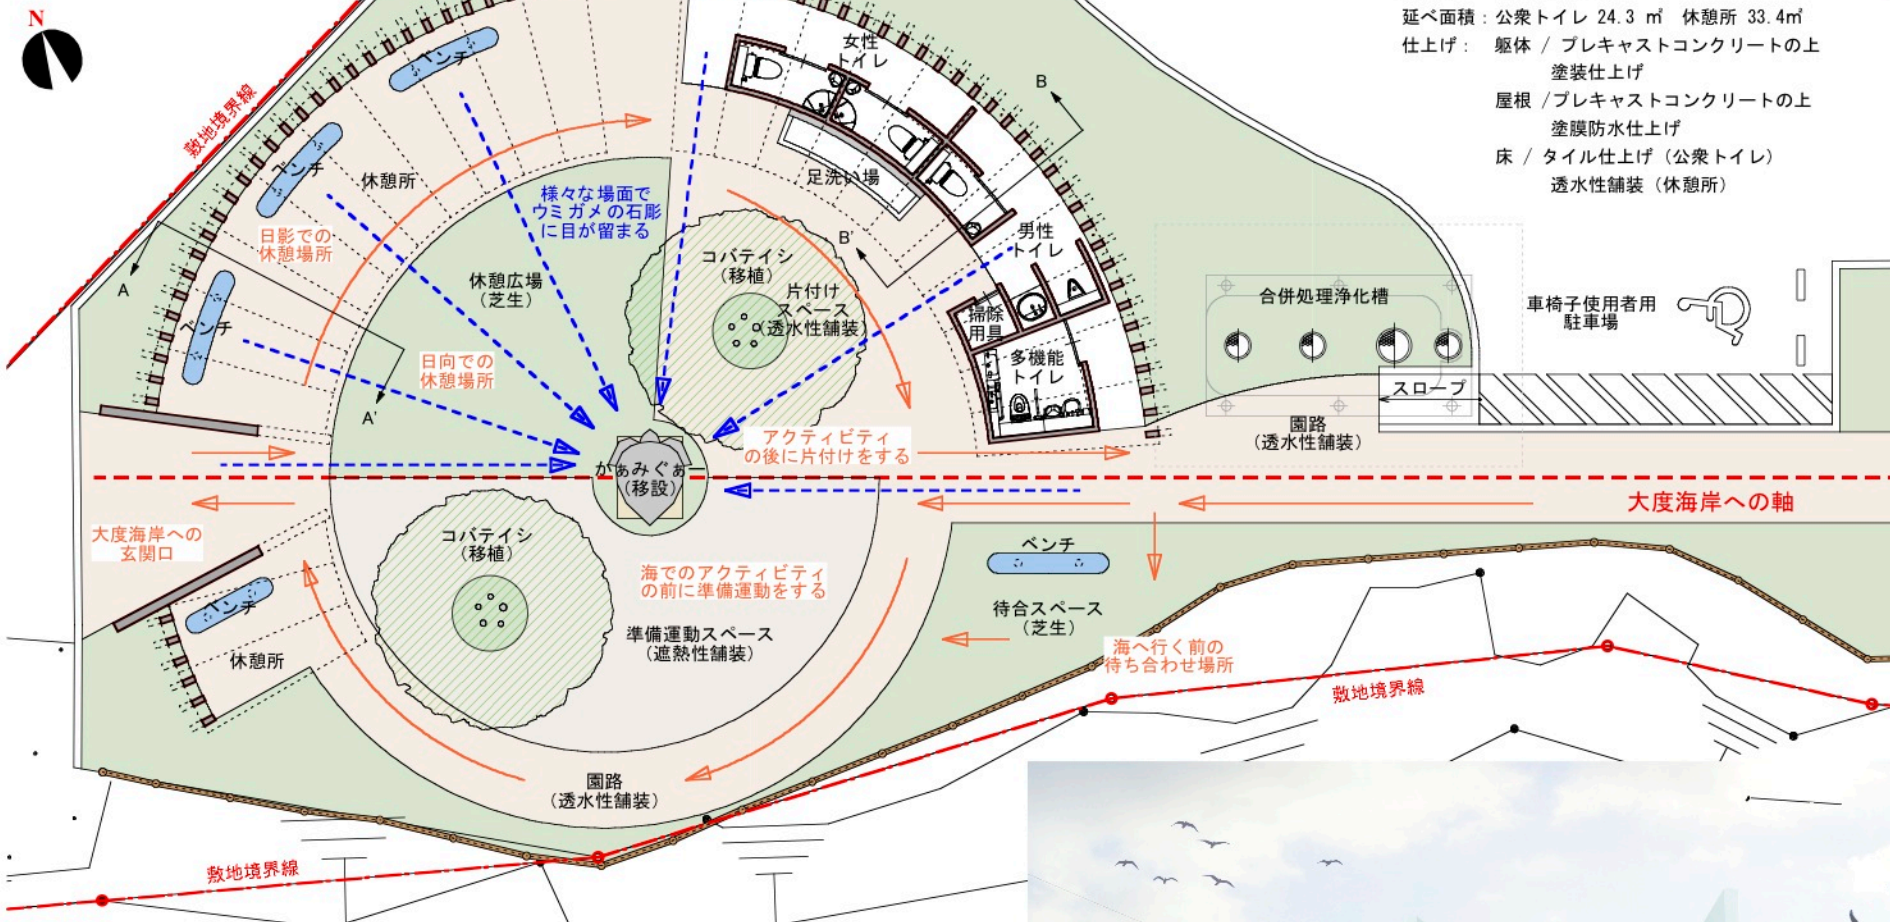 延べ面積：公衆トイレ 24.3 ㎡　休憩所 33.4㎡
仕上げ：　躯体 / プレキャストコンクリートの上
塗装仕上げ
屋根 /プレキャストコンクリートの上
塗膜防水仕上げ
床 / タイル仕上げ（公衆トイレ）
透水性舗装（休憩所）
N
敷地境界線
ベンチ
ベンチ
ベンチ
休憩所
日影での
休憩場所
A
A'
女性
トイレ
足洗い場
B
B'
男性
トイレ
掃除
用具
多機能
トイレ
様々な場面で
ウミガメの石彫
に目が留まる
休憩広場
（芝生）
日向での
休憩場所
コバテイシ
（移植）
片付け
スペース
（透水性舗装）
アクティビティ
の後に片付けをする
かぁみぐぁー
（移設）
合併処理浄化槽
車椅子使用者用
駐車場
スロープ
園路
（透水性舗装）
大度海岸への軸
大度海岸への
玄関口
ベンチ
休憩所
コバテイシ
（移植）
海でのアクティビティ
の前に準備運動をする
準備運動スペース
（遮熱性舗装）
ベンチ
待合スペース
（芝生）
海へ行く前の
待ち合わせ場所
敷地境界線
園路
（透水性舗装）
敷地境界線